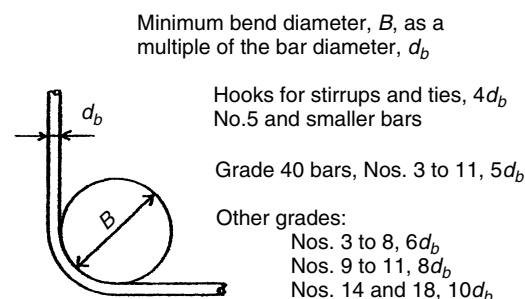 Minimum bend diameter, B, as a
multiple of the bar diameter, d_b
Hooks for stirrups and ties, 4d_b
No.5 and smaller bars
d_b
Grade 40 bars, Nos. 3 to 11, 5d_b
B
Other grades:
Nos. 3 to 8, 6d_b
Nos. 9 to 11, 8d_b
Nos. 14 and 18, 10d_b